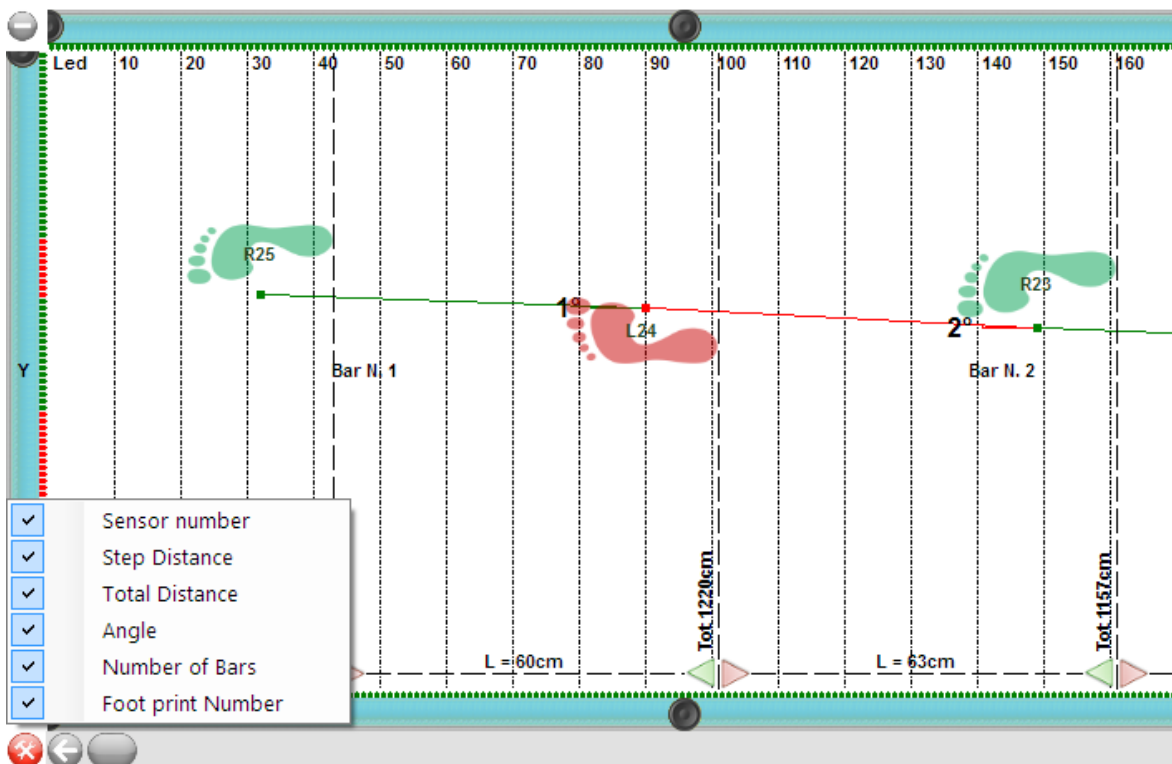 Led 10 20 30 40 50 60 70 80 90 100 110 120 130 140 150 160
R25
R23
1º
L24
2º
Y
Bar N. 1
Bar N. 2
Sensor number
Step Distance
Total Distance
Angle
Number of Bars
Foot print Number
Tot 1220cm
Tot 1157cm
L = 60cm
L = 63cm